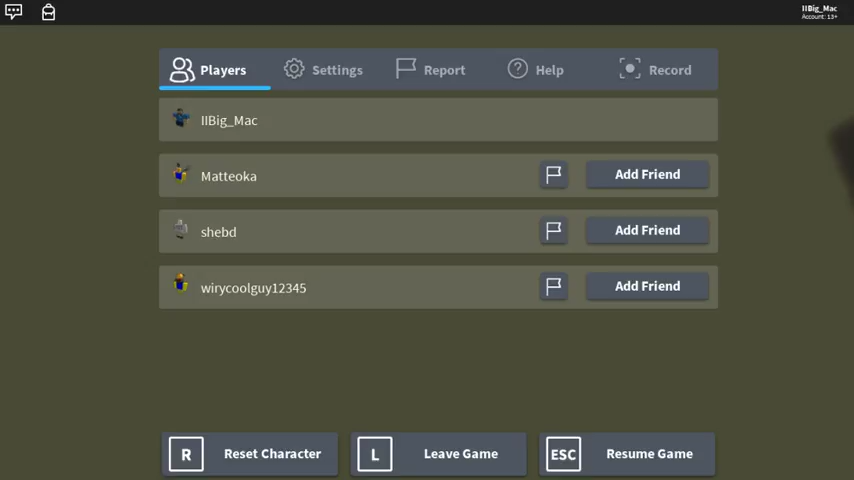 IIBig_Mac
Account: 13+
Players
Settings
Report
Help
Record
IIBig_Mac
Matteoka
Add Friend
shebd
Add Friend
wirycoolguy12345
Add Friend
R Reset Character
L Leave Game
ESC Resume Game